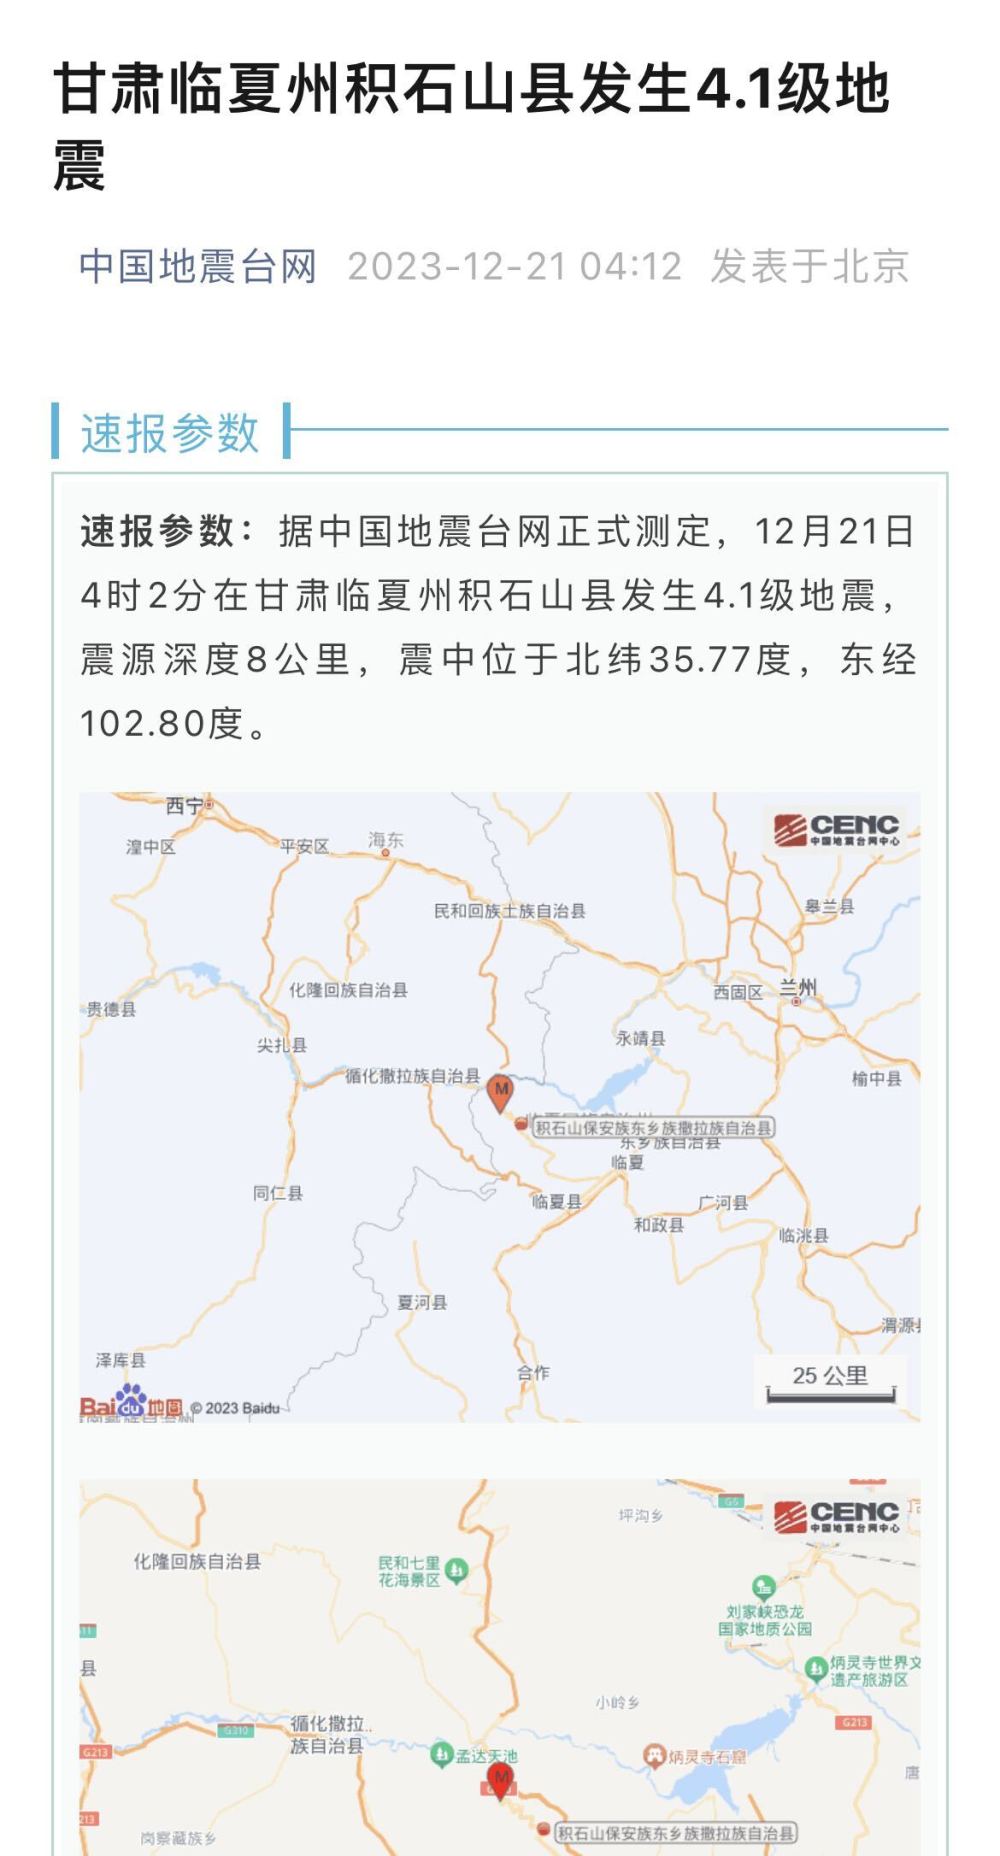 甘肃临夏州积石山县发生4.1级地
震
中国地震台网 2023-12-21 04:12 发表于北京
速报参数
速报参数：据中国地震台网正式测定，12月21日
4时2分在甘肃临夏州积石山县发生4.1级地震，
震源深度8公里，震中位于北纬35.77度，东经
102.80度。
西宁
CENC
中国地震台网中心
湟中区
平安区
海东
皋兰县
民和回族土族自治县
化隆回族自治县
西固区
兰州
贵德县
尖扎县
永靖县
循化撒拉族自治县
M
榆中县
积石山保安族东乡族撒拉族自治县
东乡族自治县
临夏
同仁县
临夏县
广河县
和政县
临洮县
夏河县
渭源
泽库县
合作
25 公里
Bai du 地图 © 2023 Baidu
坪沟乡
G6
CENC
中国地震台网中心
化隆回族自治县
民和七里
花海景区
刘家峡恐龙
国家地质公园
县
炳灵寺世界文
遗产旅游区
小岭乡
G310
循化撒拉..
族自治县
G213
G213
孟达天池
炳灵寺石窟
M
唐
213
岗察藏族乡
积石山保安族东乡族撒拉族自治县